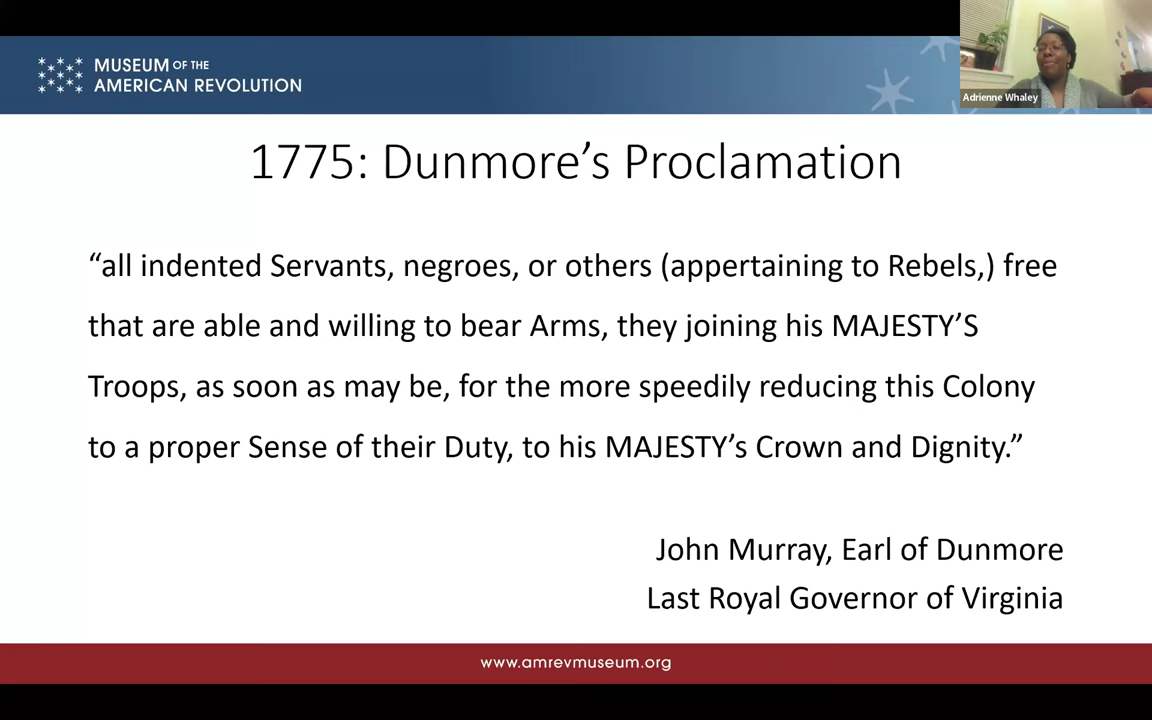 MUSEUM OF THE
AMERICAN REVOLUTION
Adrienne Whaley
1775: Dunmore’s Proclamation
“all indented Servants, negroes, or others (appertaining to Rebels,) free
that are able and willing to bear Arms, they joining his MAJESTY’S
Troops, as soon as may be, for the more speedily reducing this Colony
to a proper Sense of their Duty, to his MAJESTY’s Crown and Dignity.”
John Murray, Earl of Dunmore
Last Royal Governor of Virginia
www.amrevmuseum.org